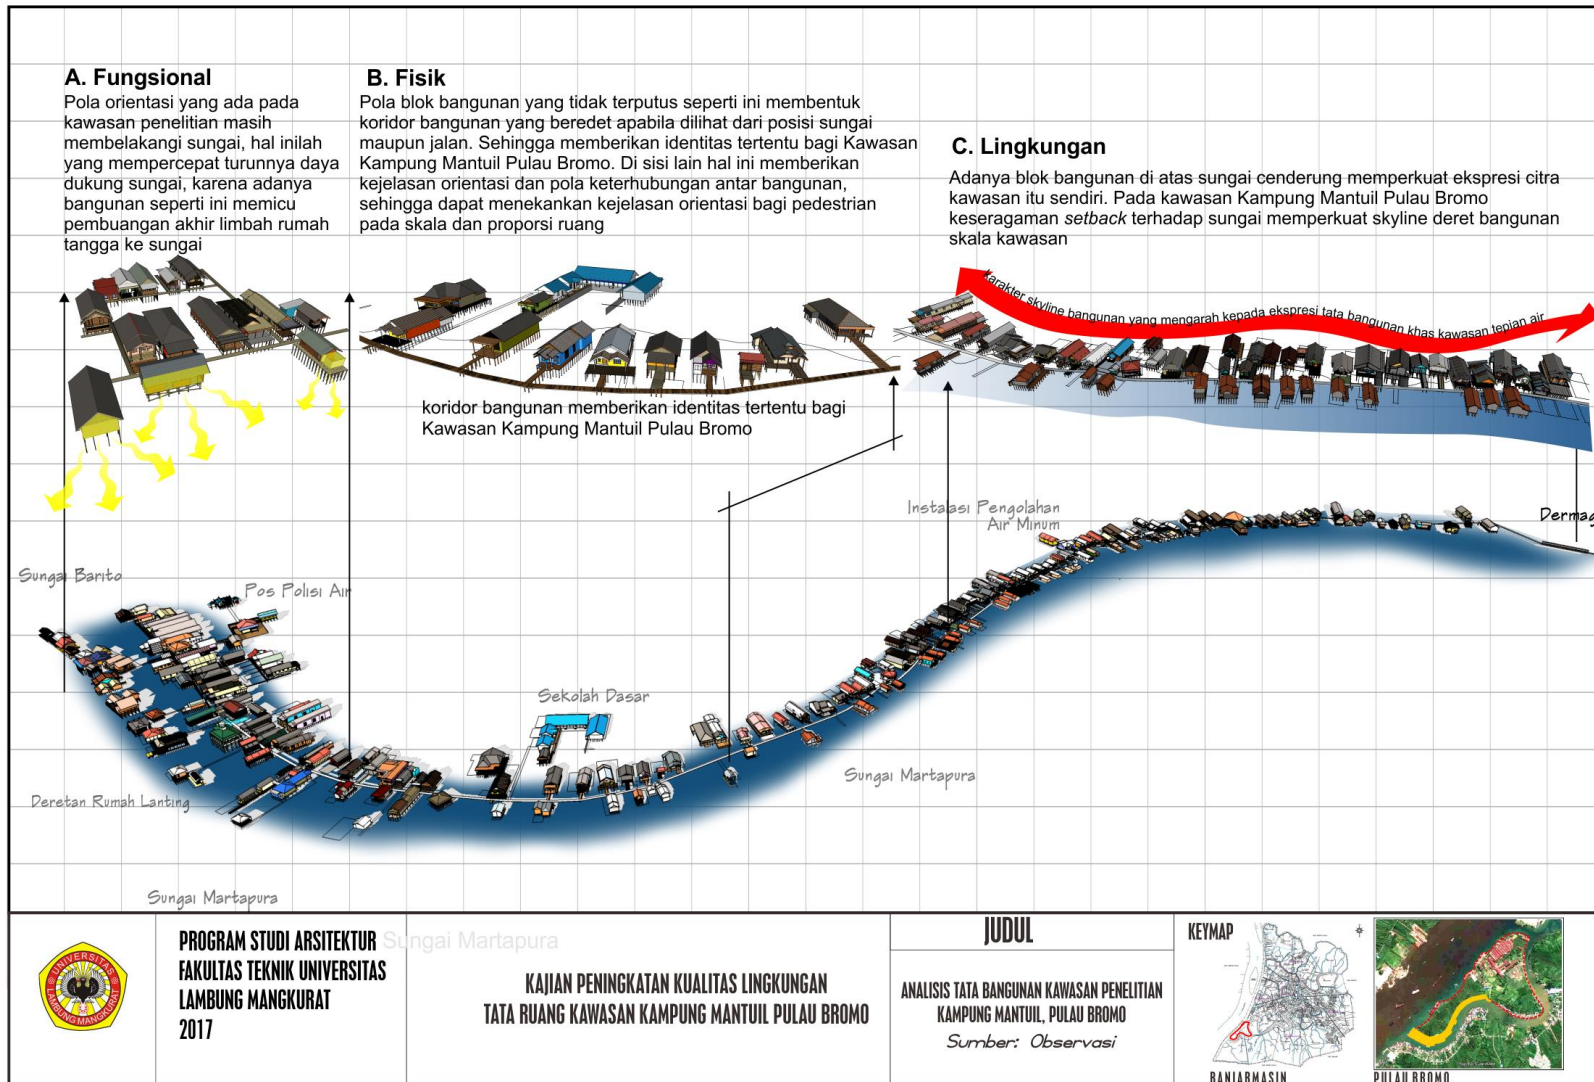 A. Fungsional
Pola orientasi yang ada pada
kawasan penelitian masih
membelakangi sungai, hal inilah
yang mempercepat turunnya daya
dukung sungai, karena adanya
bangunan seperti ini memicu
pembuangan akhir limbah rumah
tangga ke sungai
B. Fisik
Pola blok bangunan yang tidak terputus seperti ini membentuk
koridor bangunan yang beredet apabila dilihat dari posisi sungai
maupun jalan. Sehingga memberikan identitas tertentu bagi Kawasan
Kampung Mantuil Pulau Bromo. Di sisi lain hal ini memberikan
kejelasan orientasi dan pola keterhubungan antar bangunan,
sehingga dapat menekankan kejelasan orientasi bagi pedestrian
pada skala dan proporsi ruang
C. Lingkungan
Adanya blok bangunan di atas sungai cenderung memperkuat ekspresi citra
kawasan itu sendiri. Pada kawasan Kampung Mantuil Pulau Bromo
keseragaman setback terhadap sungai memperkuat skyline deret bangunan
skala kawasan
karakter skyline bangunan yang mengarah kepada ekspresi tata bangunan khas kawasan tepian air
koridor bangunan memberikan identitas tertentu bagi
Kawasan Kampung Mantuil Pulau Bromo
Instalasi Pengolahan
Air Minum
Dermag
Sungai Barito
Pos Polisi Air
Sekolah Dasar
Sungai Martapura
Deretan Rumah Lanting
Sungai Martapura
UNIVERSITAS
LAMBUNG MANGKURAT
PROGRAM STUDI ARSITEKTUR
FAKULTAS TEKNIK UNIVERSITAS
LAMBUNG MANGKURAT
2017
Sungai Martapura
KAJIAN PENINGKATAN KUALITAS LINGKUNGAN
TATA RUANG KAWASAN KAMPUNG MANTUIL PULAU BROMO
JUDUL
ANALISIS TATA BANGUNAN KAWASAN PENELITIAN
KAMPUNG MANTUIL, PULAU BROMO
Sumber: Observasi
KEYMAP
BANJARMASIN
PULAU BROMO